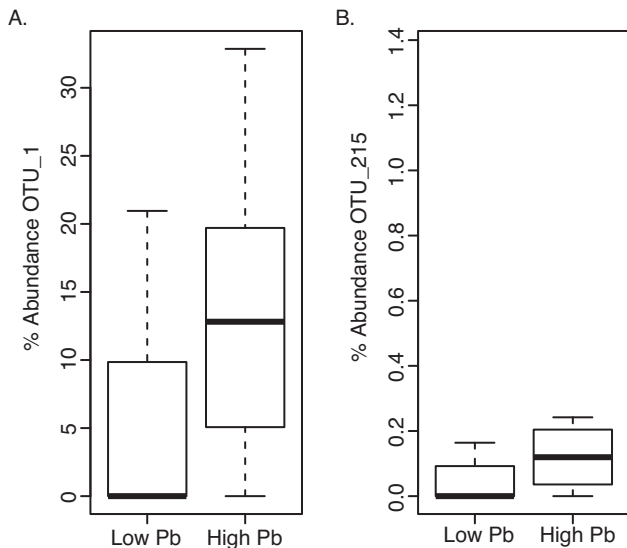 A.
% Abundance OTU_1
30
25
20
15
10
5
0
Low Pb
High Pb
B.
% Abundance OTU_215
1.4
1.2
1.0
0.8
0.6
0.4
0.2
0.0
Low Pb
High Pb